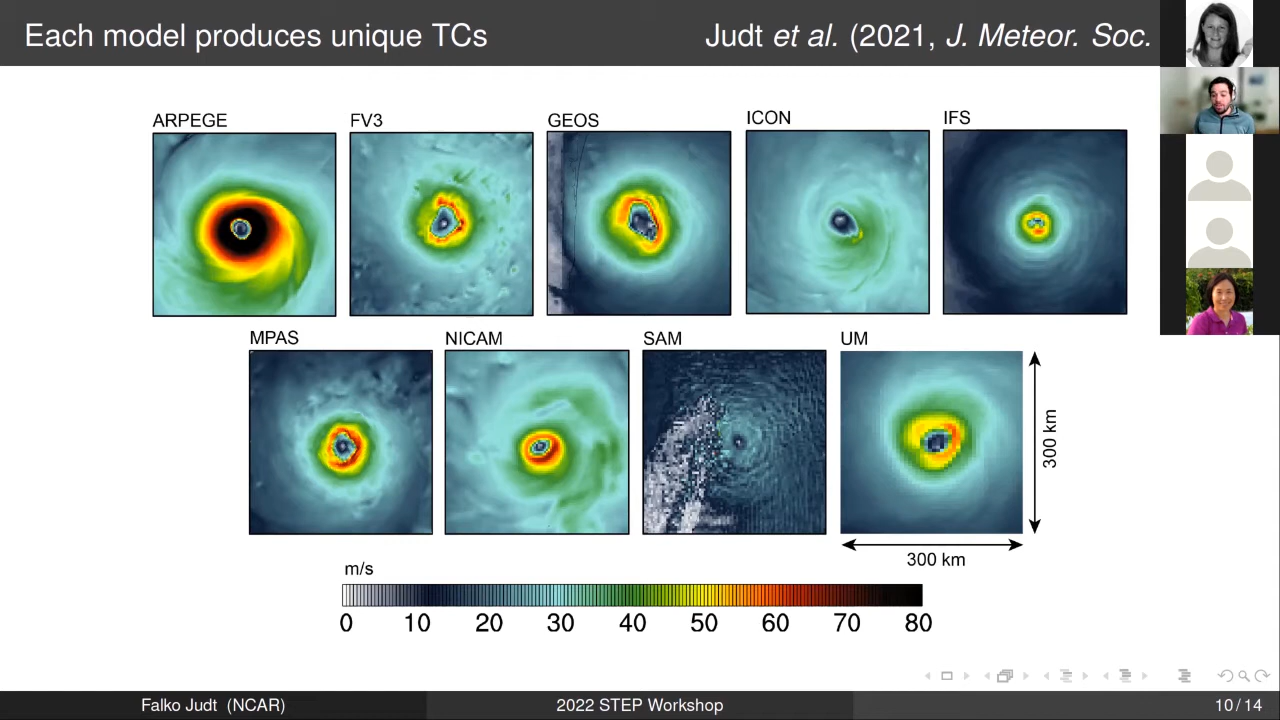 Each model produces unique TCs
Judt et al. (2021, J. Meteor. Soc.
ARPEGE
FV3
GEOS
ICON
IFS
MPAS
NICAM
SAM
UM
300 km
300 km
m/s
0 10 20 30 40 50 60 70 80
Falko Judt (NCAR)
2022 STEP Workshop
10 / 14